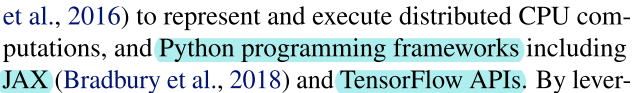 et al., 2016) to represent and execute distributed CPU com-
putations, and Python programming frameworks including
JAX (Bradbury et al., 2018) and TensorFlow APIs. By lever-